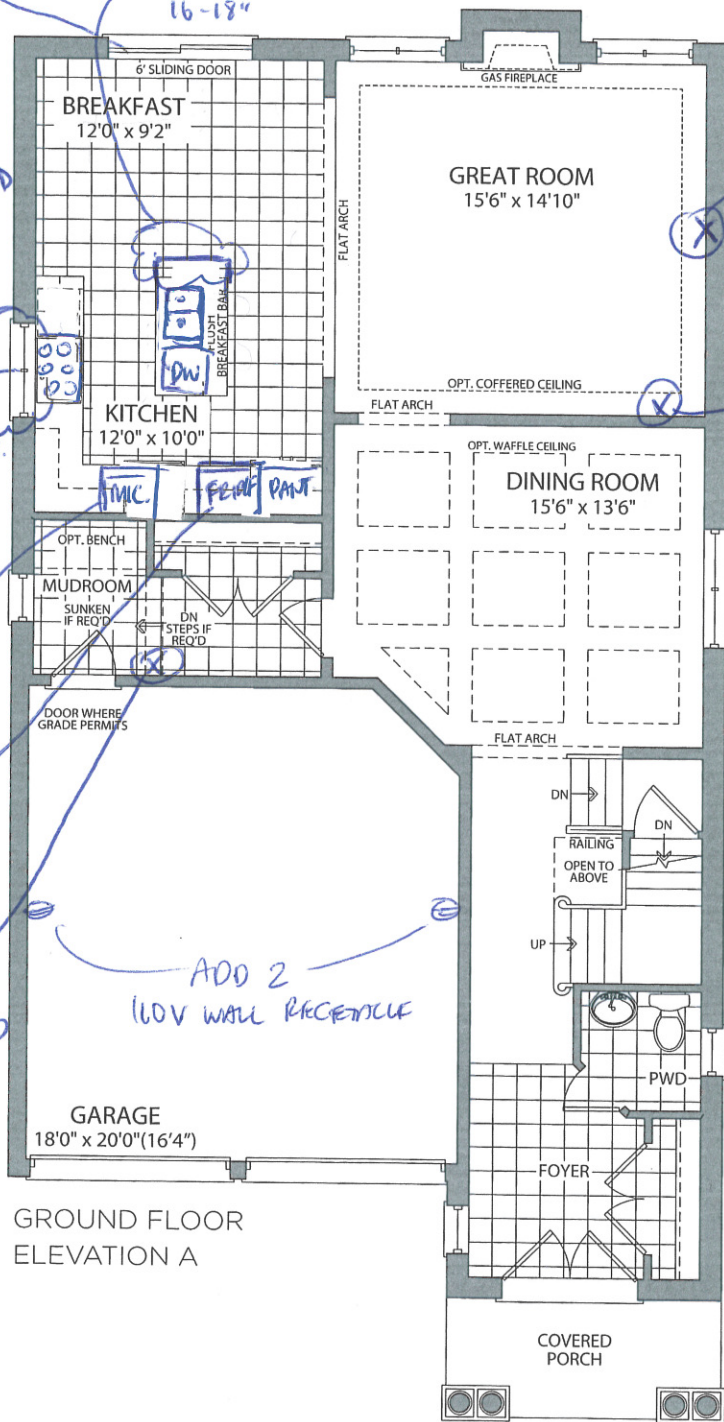 16-18"
6' SLIDING DOOR
BREAKFAST
12'0" x 9'2"
GAS FIREPLACE
GREAT ROOM
15'6" x 14'10"
FLAT ARCH
X
FLUSH
BREAKFAST BAR
DW
OPT. COFFERED CEILING
X
FLAT ARCH
KITCHEN
12'0" x 10'0"
OPT. WAFFLE CEILING
DINING ROOM
15'6" x 13'6"
MIC.
FRIDGE
PANT
OPT. BENCH
MUDROOM
SUNKEN
IF REQ'D
DN
STEPS IF
REQ'D
X
DOOR WHERE
GRADE PERMITS
FLAT ARCH
DN
DN
RAILING
OPEN TO
ABOVE
UP
ADD 2
110V WALL RECEPTACLE
PWD
GARAGE
18'0" x 20'0"(16'4")
FOYER
GROUND FLOOR
ELEVATION A
COVERED
PORCH